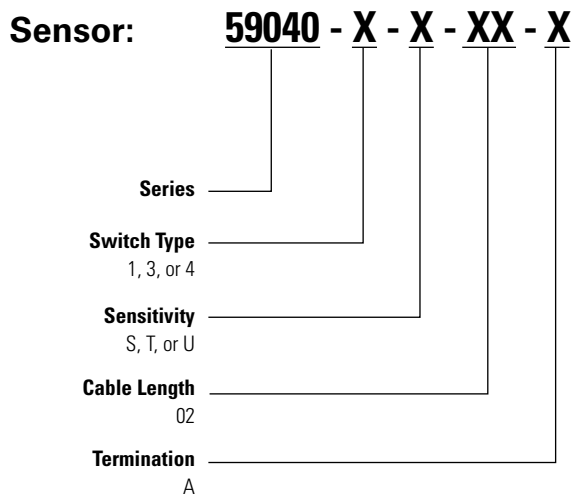 Sensor: 59040 - X - X - XX - X
Series
Switch Type
1, 3, or 4
Sensitivity
S, T, or U
Cable Length
02
Termination
A